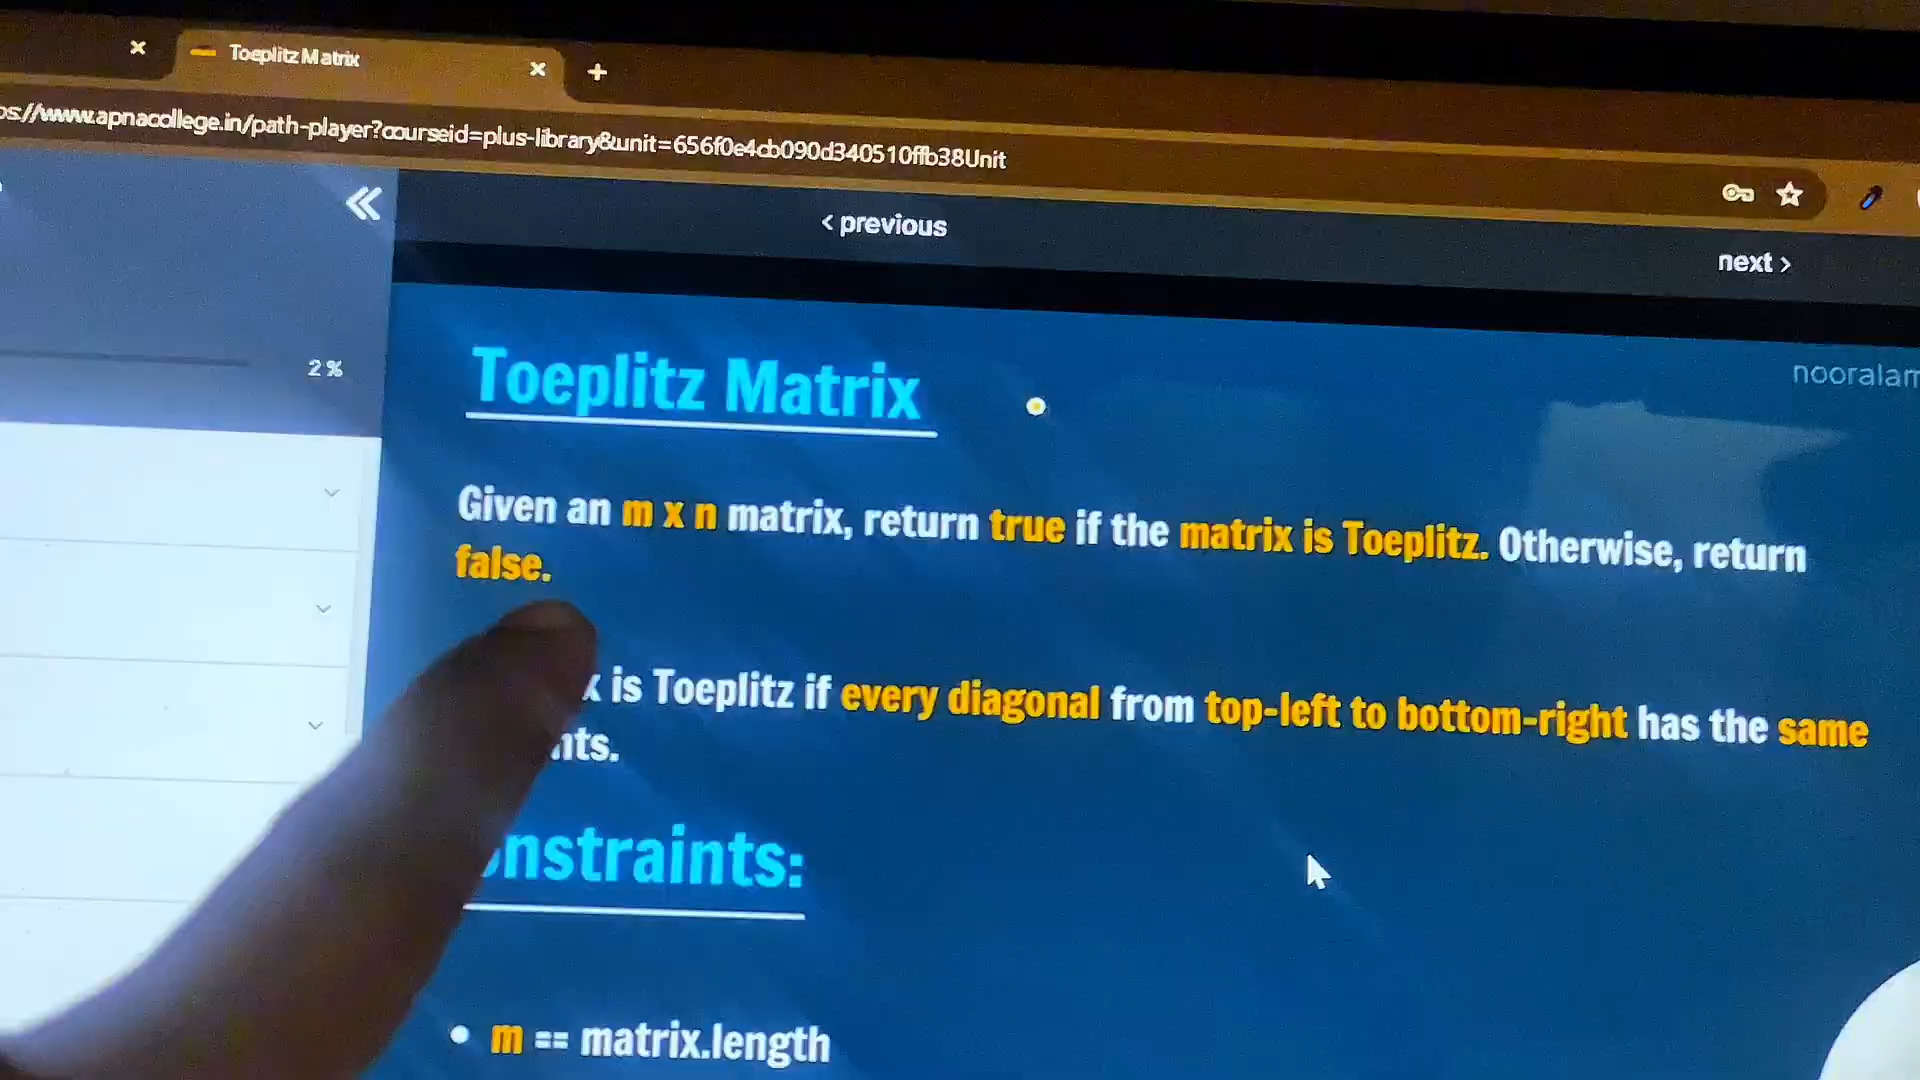 Toeplitz Matrix
ps://www.apnacollege.in/path-player?courseid=plus-library&unit=656f0e4cb090d340510ffb38Unit
< previous
next >
2%
Toeplitz Matrix
nooralam
Given an m x n matrix, return true if the matrix is Toeplitz. Otherwise, return
false.
x is Toeplitz if every diagonal from top-left to bottom-right has the same
nts.
onstraints:
• m == matrix.length